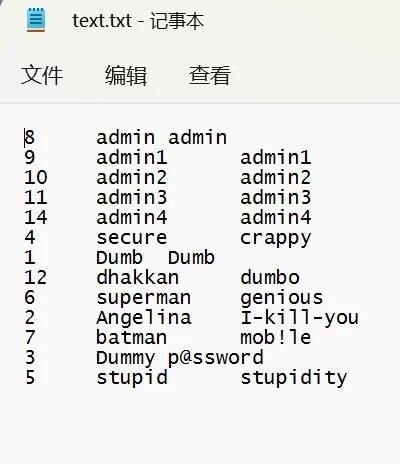 text.txt - 记事本
文件 编辑 查看
8 admin admin
9 admin1 admin1
10 admin2 admin2
11 admin3 admin3
14 admin4 admin4
4 secure crappy
1 Dumb Dumb
12 dhakkan dumbo
6 superman genious
2 Angelina I-kill-you
7 batman mob!le
3 Dummy p@ssword
5 stupid stupidity